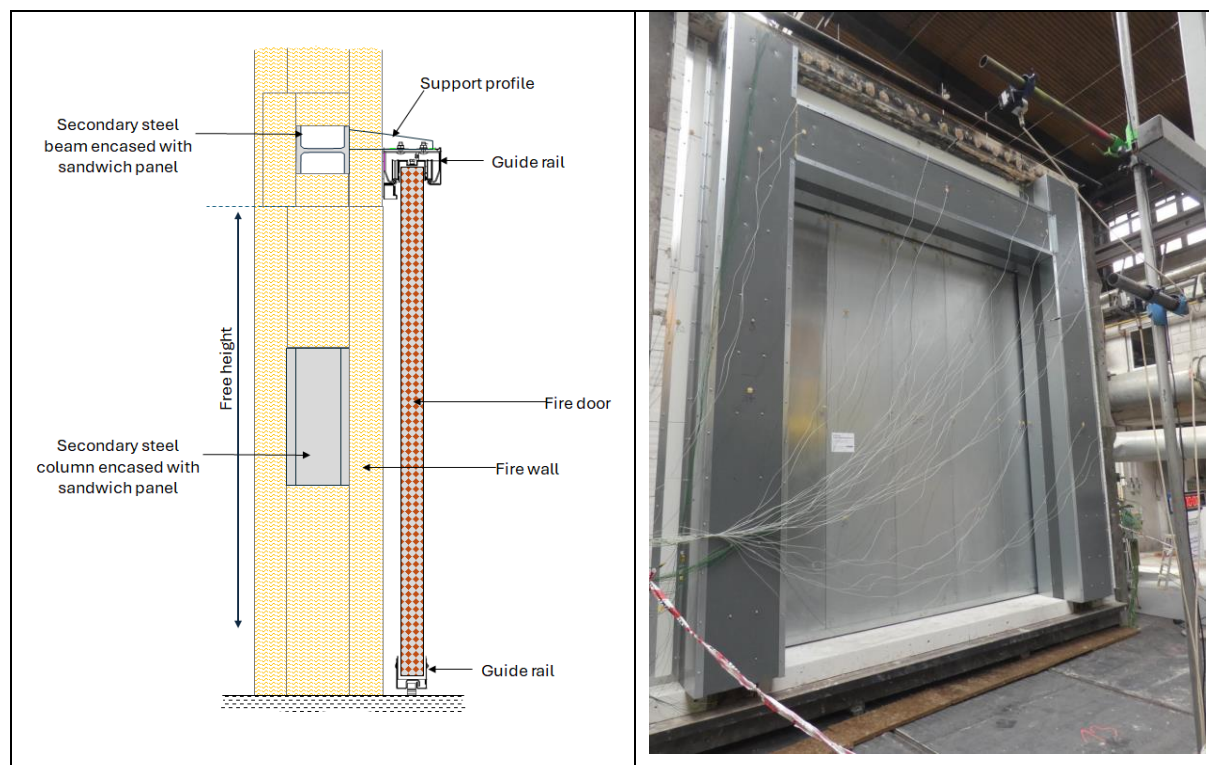 Support profile
Secondary steel
beam encased with
sandwich panel
Guide rail
Free height
Fire door
Secondary steel
column encased with
sandwich panel
Fire wall
Guide rail